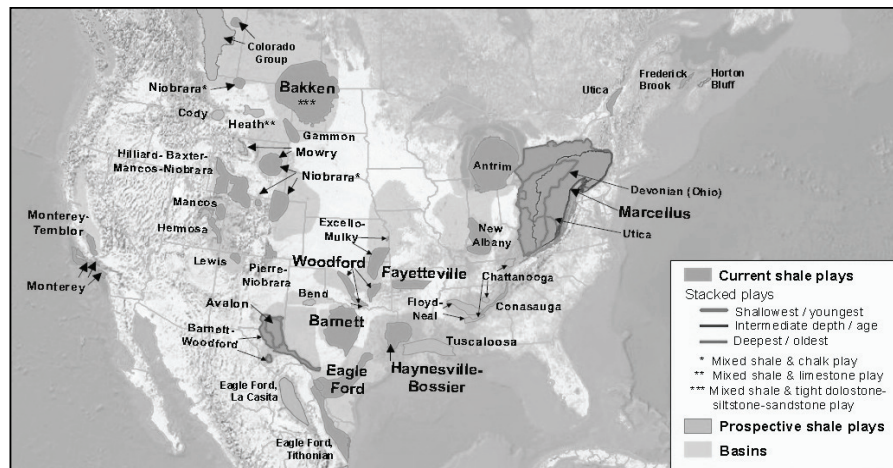 Colorado
Group
Niobrara*
Bakken
***
Cody
Heath**
Gammon
Mowry
Hilliard-Baxter-
Mancos-Niobrara
Niobrara*
Mancos
Hermosa
Monterey-
Temblor
Monterey
Lewis
Pierre-
Niobrara
Excello-
Mulky
Woodford
Fayetteville
Bend
Avalon
Barnett
Barnett-
Woodford
Eagle
Ford
Eagle Ford,
La Casita
Eagle Ford,
Tithonian
Haynesville-
Bossier
Tuscaloosa
Floyd-
Neal
Conasauga
Chattanooga
New
Albany
Antrim
Utica
Frederick
Brook
Horton
Bluff
Devonian (Ohio)
Marcellus
Utica
Current shale plays
Stacked plays
Shallowest / youngest
Intermediate depth / age
Deepest / oldest
* Mixed shale & chalk play
** Mixed shale & limestone play
*** Mixed shale & tight dolostone-
siltstone-sandstone play
Prospective shale plays
Basins